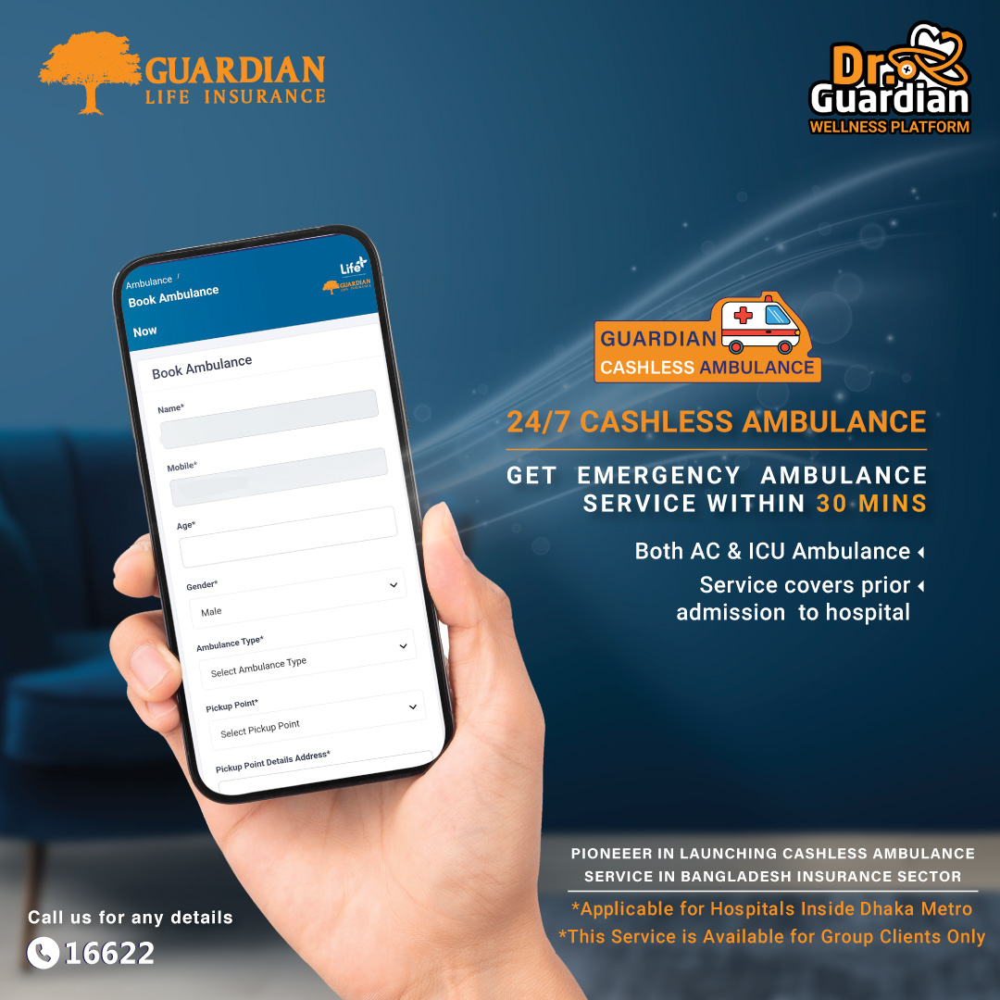 GUARDIAN
LIFE INSURANCE
Dr.
Guardian
WELLNESS PLATFORM
Ambulance /
Book Ambulance
Now
Life+
GUARDIAN
LIFE INSURANCE
Book Ambulance
Name*
Mobile*
Age*
Gender*
Male
Ambulance Type*
Select Ambulance Type
Pickup Point*
Select Pickup Point
Pickup Point Details Address*
GUARDIAN
CASHLESS AMBULANCE
24/7 CASHLESS AMBULANCE
GET EMERGENCY AMBULANCE
SERVICE WITHIN 30 MINS
Both AC & ICU Ambulance
Service covers prior
admission to hospital
PIONEEER IN LAUNCHING CASHLESS AMBULANCE
SERVICE IN BANGLADESH INSURANCE SECTOR
*Applicable for Hospitals Inside Dhaka Metro
*This Service is Available for Group Clients Only
Call us for any details
16622